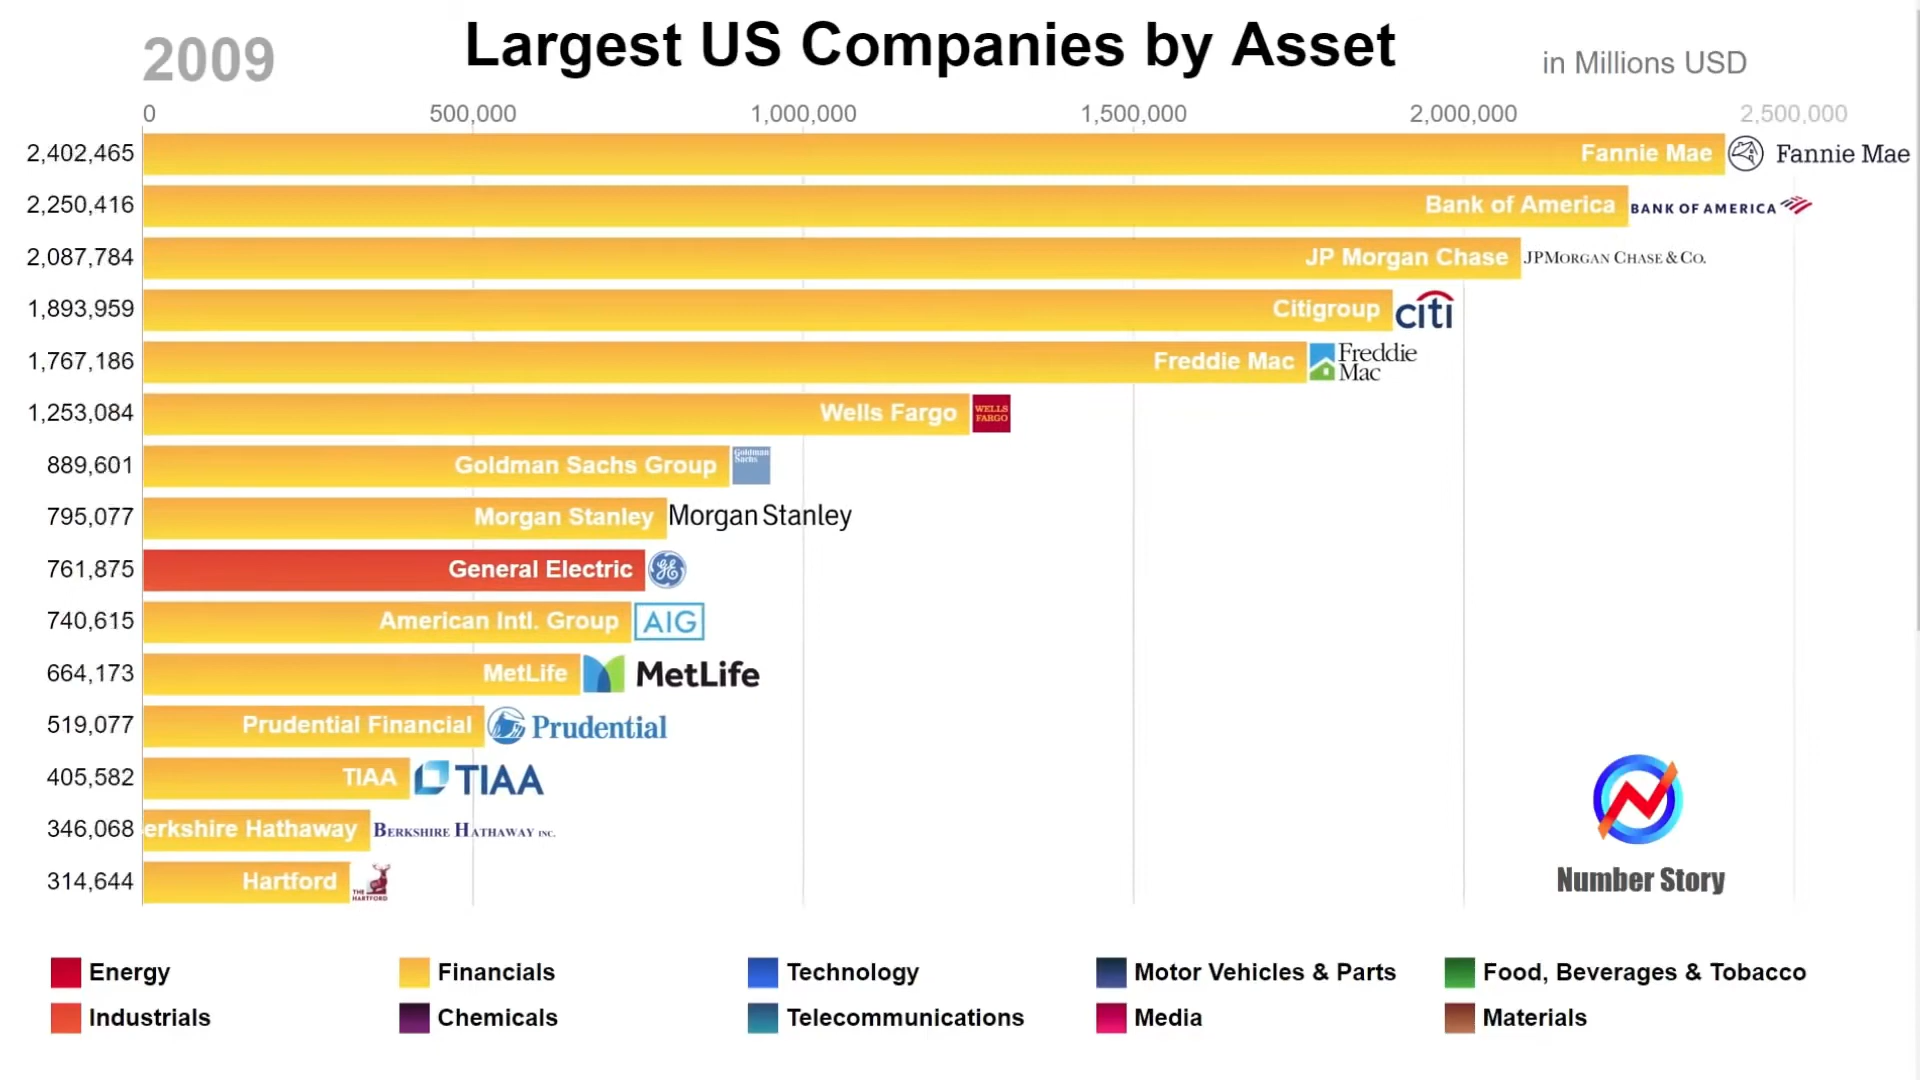 2009
Largest US Companies by Asset
in Millions USD
0 500,000 1,000,000 1,500,000 2,000,000 2,500,000
2,402,465 Fannie Mae Fannie Mae
2,250,416 Bank of America BANK OF AMERICA
2,087,784 JP Morgan Chase JPMORGAN CHASE & CO.
1,893,959 Citigroup citi
1,767,186 Freddie Mac Freddie
Mac
1,253,084 Wells Fargo WELLS
FARGO
889,601 Goldman Sachs Group Goldman
Sachs
795,077 Morgan Stanley Morgan Stanley
761,875 General Electric GE
740,615 American Intl. Group AIG
664,173 MetLife MetLife
519,077 Prudential Financial Prudential
405,582 TIAA TIAA
346,068 erkshire Hathaway BERKSHIRE HATHAWAY INC.
314,644 Hartford THE
HARTFORD
Number Story
Energy Financials Technology Motor Vehicles & Parts Food, Beverages & Tobacco
Industrials Chemicals Telecommunications Media Materials